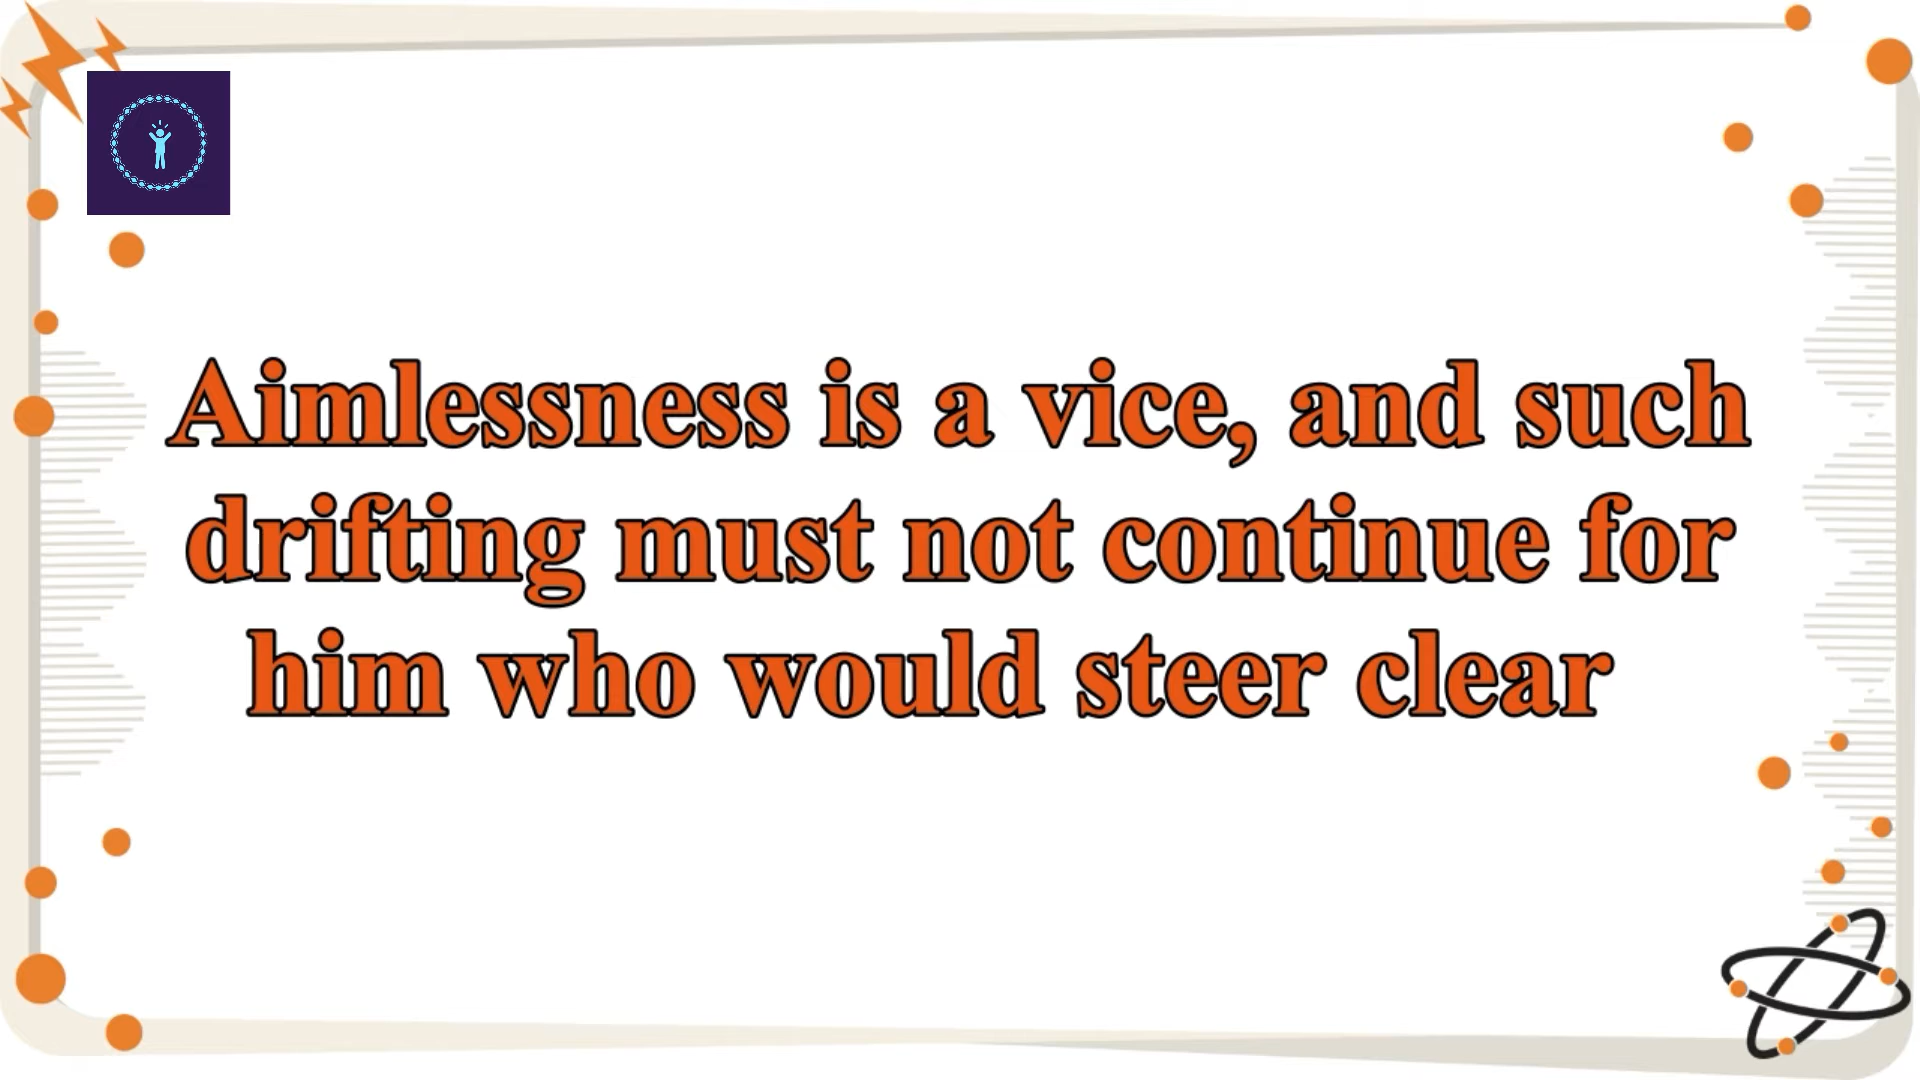 Aimlessness is a vice, and such
drifting must not continue for
him who would steer clear